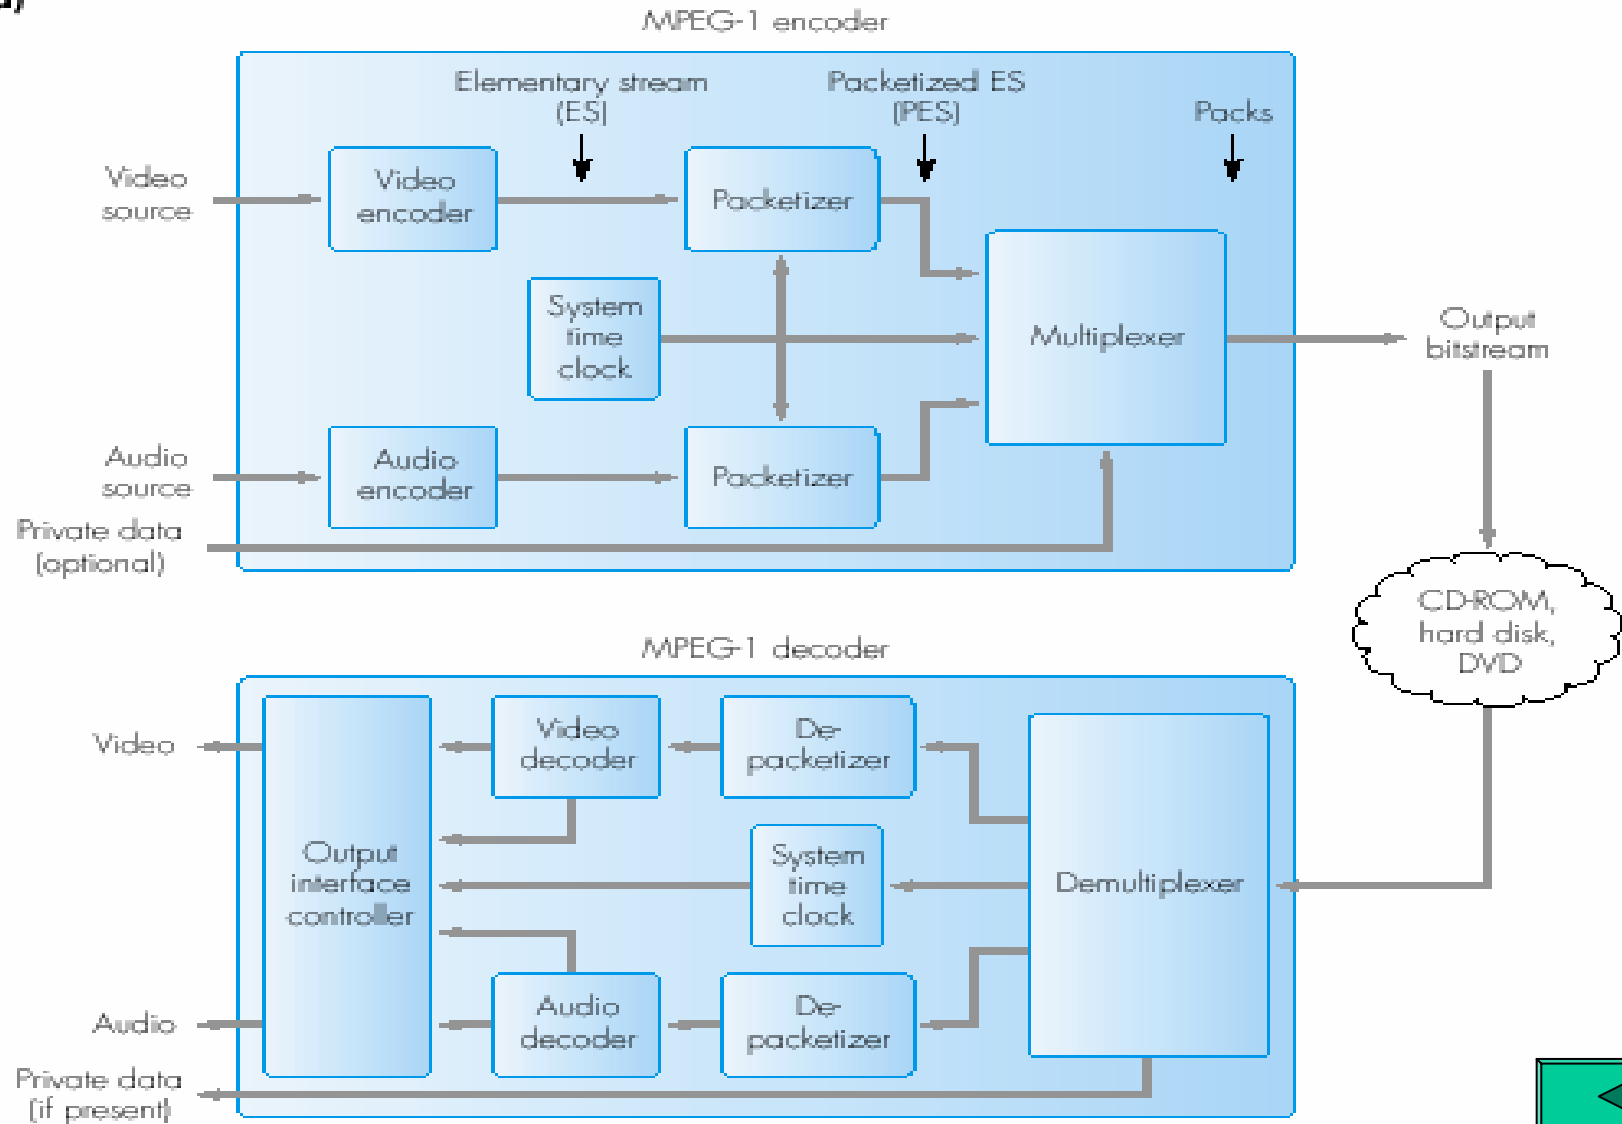 MPEG-1 encoder
Elementary stream
(ES)
Packetized ES
(PES)
Packs
Video
source
Video
encoder
Packetizer
System
time
clock
Multiplexer
Output
bitstream
Audio
source
Audio
encoder
Packetizer
Private data
(optional)
CD-ROM,
hard disk,
DVD
MPEG-1 decoder
Video
Video
decoder
De-
packetizer
Output
interface
controller
System
time
clock
Demultiplexer
Audio
Audio
decoder
De-
packetizer
Private data
(if present)